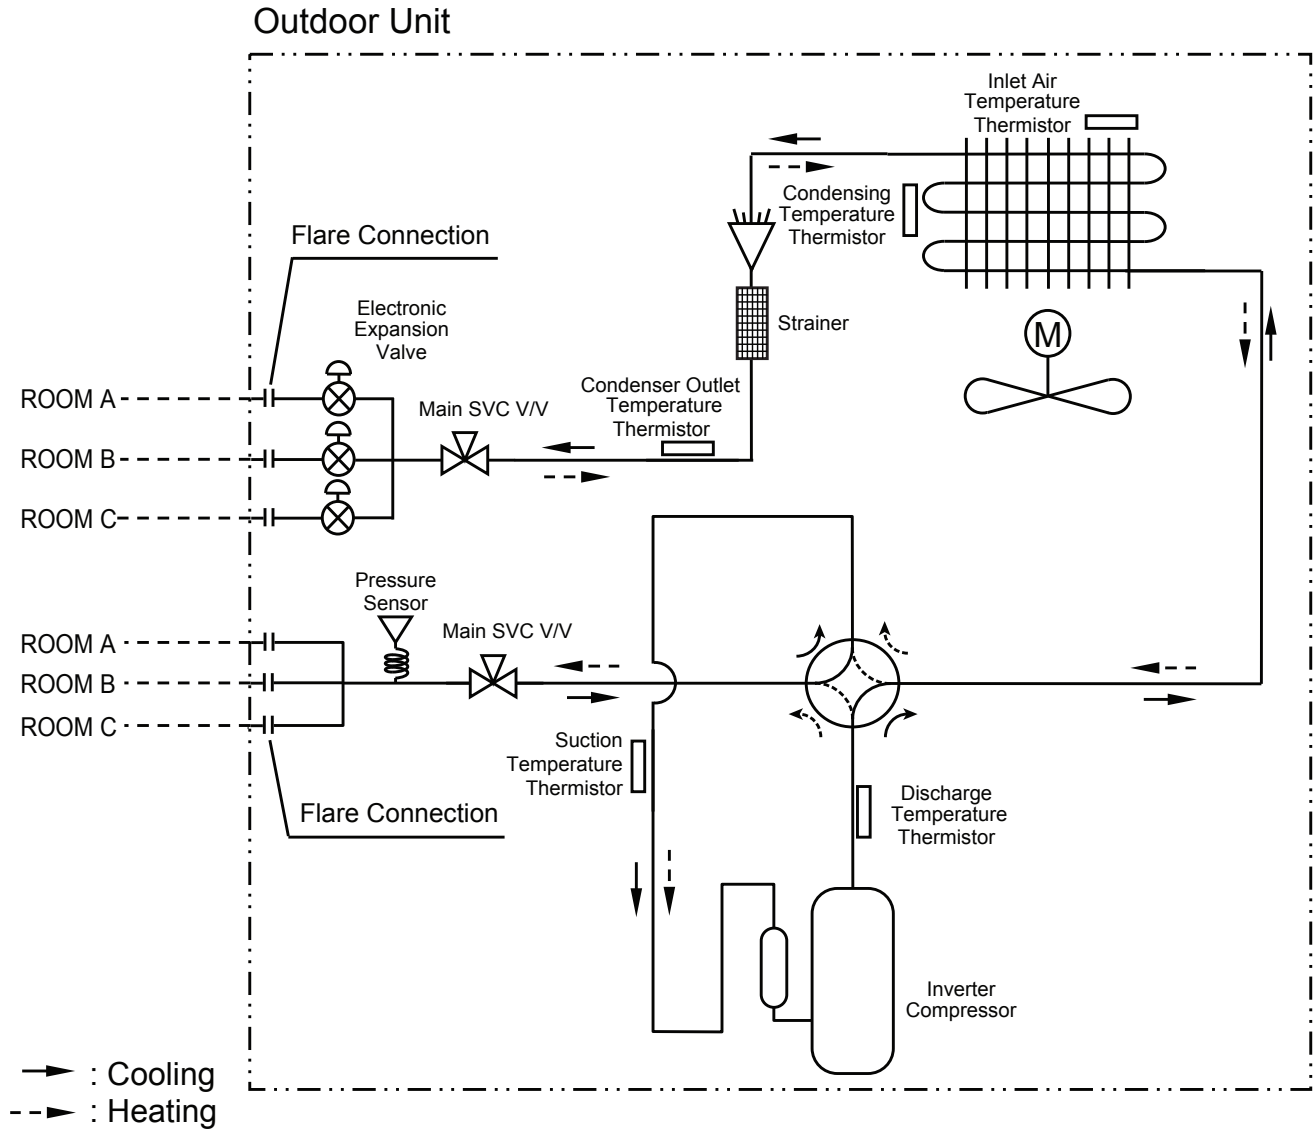 Outdoor Unit
Inlet Air
Temperature
Thermistor
Condensing
Temperature
Thermistor
Flare Connection
Electronic
Expansion
Valve
Strainer
M
Condenser Outlet
Temperature
Thermistor
Main SVC V/V
ROOM A
ROOM B
ROOM C
Pressure
Sensor
Main SVC V/V
ROOM A
ROOM B
ROOM C
Suction
Temperature
Thermistor
Flare Connection
Discharge
Temperature
Thermistor
Inverter
Compressor
: Cooling
: Heating